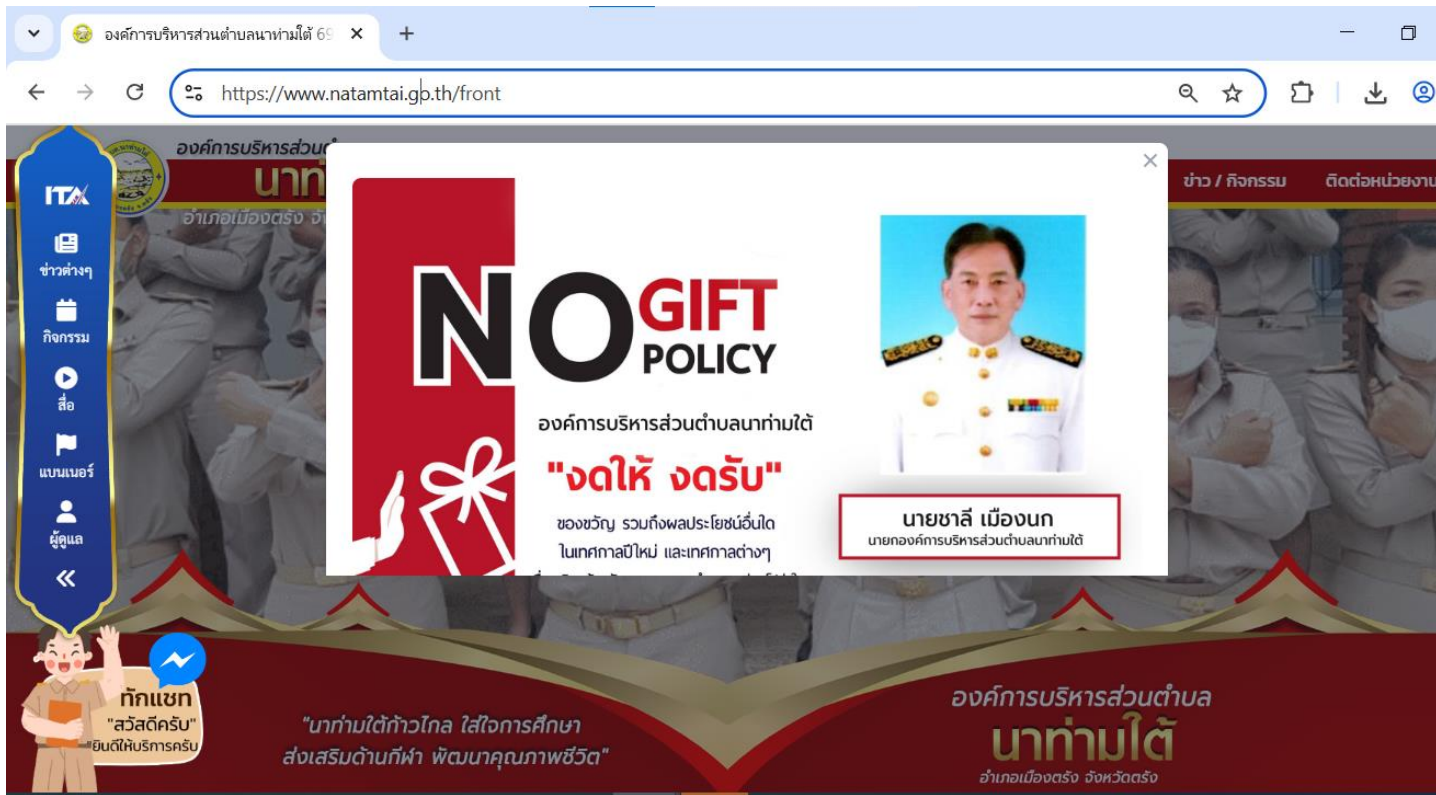 องค์การบริหารส่วนตำบลนาท่ามใต้ 69
https://www.natamtai.go.th/front
องค์การบริหารส่วนตำ
นาท
อำเภอเมืองตรัง จั
ข่าว / กิจกรรม
ติดต่อหน่วยงาน
ITA
ข่าวต่างๆ
กิจกรรม
สื่อ
แบนเนอร์
ผู้ดูแล
NO GIFT
POLICY
องค์การบริหารส่วนตำบลนาท่ามใต้
"งดให้ งดรับ"
ของขวัญ รวมถึงผลประโยชน์อื่นใด
ในเทศกาลปีใหม่ และเทศกาลต่างๆ
นายชาลี เมืองนก
นายกองค์การบริหารส่วนตำบลนาท่ามใต้
ทักแชท
"สวัสดีครับ"
"ยินดีให้บริการครับ
"นาท่ามใต้ก้าวไกล ใส่ใจการศึกษา
ส่งเสริมด้านกีฬา พัฒนาคุณภาพชีวิต"
องค์การบริหารส่วนตำบล
นาท่ามใต้
อำเภอเมืองตรัง จังหวัดตรัง